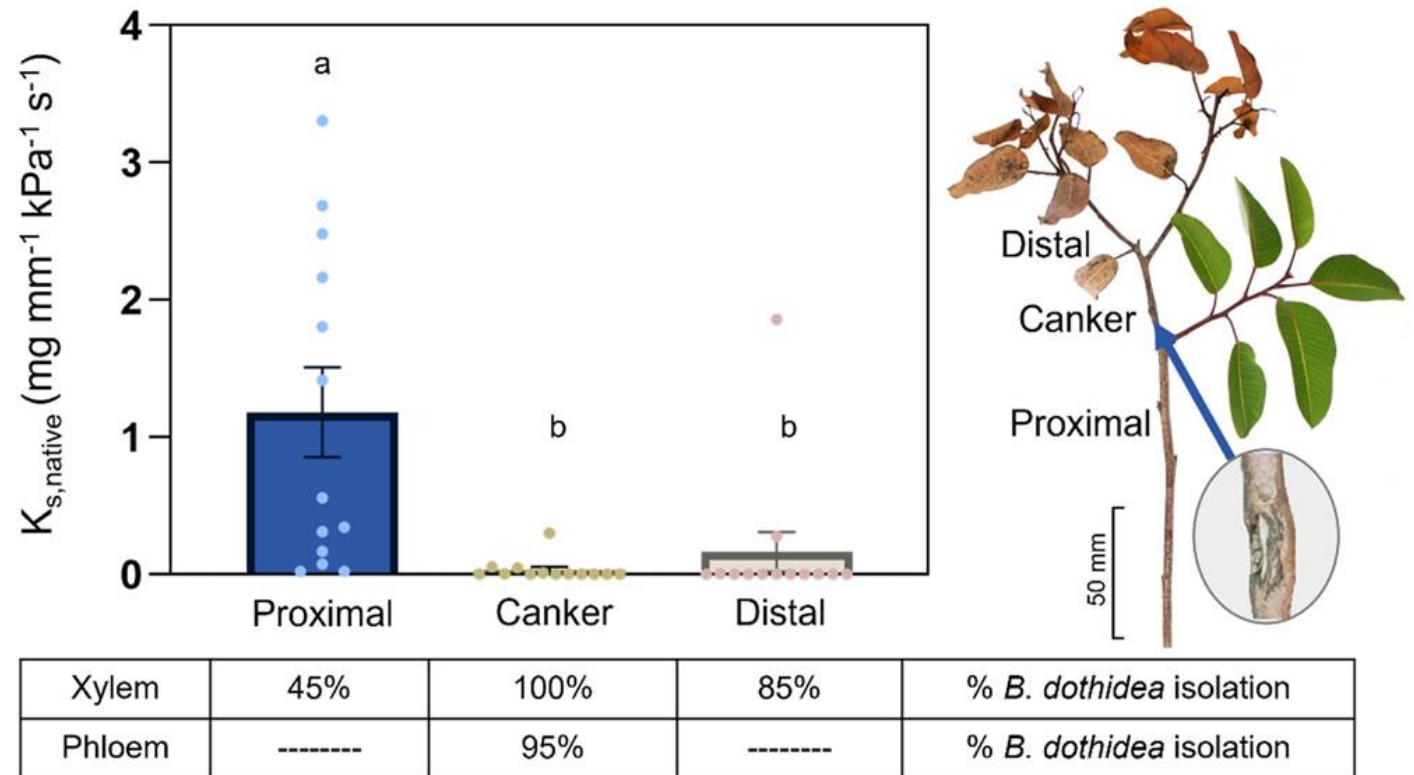 4
a
3
2
1
b
b
0
K_s,native (mg mm⁻¹ kPa⁻¹ s⁻¹)
Proximal Canker Distal
Distal
Canker
Proximal
50 mm
Xylem 45% 100% 85% % B. dothidea isolation
Phloem -------- 95% -------- % B. dothidea isolation